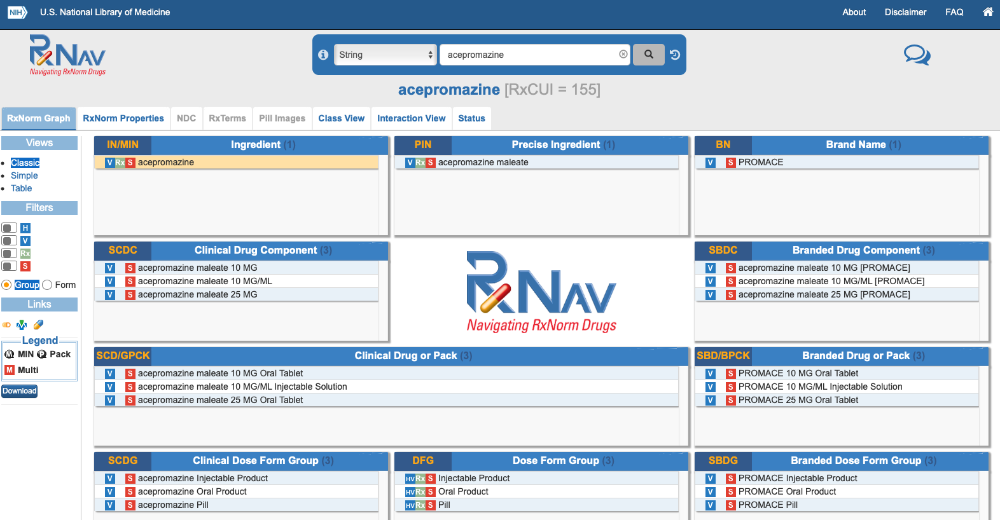 NIH U.S. National Library of Medicine About Disclaimer FAQ
RxNav
Navigating RxNorm Drugs
String acepromazine
acepromazine [RxCUI = 155]
RxNorm Graph RxNorm Properties NDC RxTerms Pill Images Class View Interaction View Status
Views
Classic
Simple
Table
Filters
H
V
Rx
S
Group Form
Links
Legend
M MIN P Pack
M Multi
Download
IN/MIN Ingredient (1)
V Rx S acepromazine
PIN Precise Ingredient (1)
V Rx S acepromazine maleate
BN Brand Name (1)
V S PROMACE
SCDC Clinical Drug Component (3)
V S acepromazine maleate 10 MG
V S acepromazine maleate 10 MG/ML
V S acepromazine maleate 25 MG
RxNav
Navigating RxNorm Drugs
SBDC Branded Drug Component (3)
V S acepromazine maleate 10 MG [PROMACE]
V S acepromazine maleate 10 MG/ML [PROMACE]
V S acepromazine maleate 25 MG [PROMACE]
SCD/GPCK Clinical Drug or Pack (3)
V S acepromazine maleate 10 MG Oral Tablet
V S acepromazine maleate 10 MG/ML Injectable Solution
V S acepromazine maleate 25 MG Oral Tablet
SBD/BPCK Branded Drug or Pack (3)
V S PROMACE 10 MG Oral Tablet
V S PROMACE 10 MG/ML Injectable Solution
V S PROMACE 25 MG Oral Tablet
SCDG Clinical Dose Form Group (3)
V S acepromazine Injectable Product
V S acepromazine Oral Product
V S acepromazine Pill
DFG Dose Form Group (3)
HV Rx S Injectable Product
HV Rx S Oral Product
HV Rx S Pill
SBDG Branded Dose Form Group (3)
V S PROMACE Injectable Product
V S PROMACE Oral Product
V S PROMACE Pill